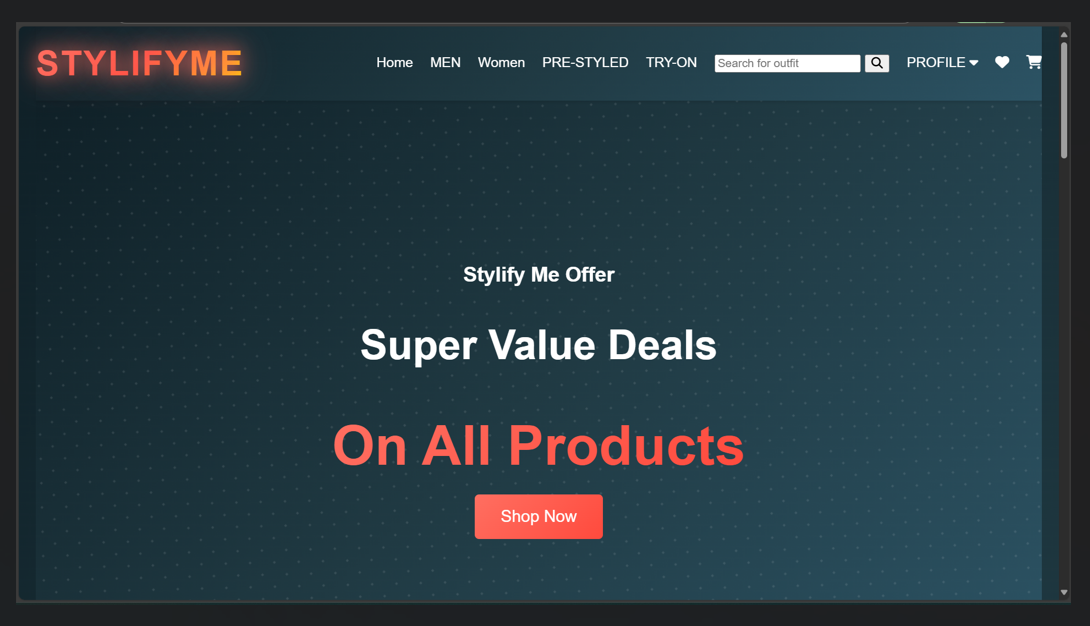 STYLIFYME
Home MEN Women PRE-STYLED TRY-ON Search for outfit PROFILE
Stylify Me Offer
Super Value Deals
On All Products
Shop Now